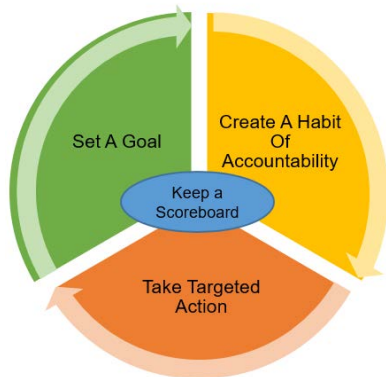 Set A Goal
Create A Habit
Of
Accountability
Keep a
Scoreboard
Take Targeted
Action